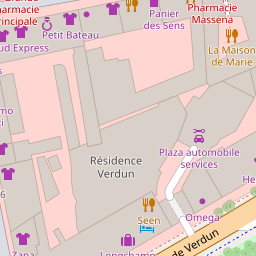 Pharmacie
Principale
Petit Bateau
Express
Panier
des Sens
Pharmacie
Massena
La Maison
de Marie
Plaza automobile
services
Résidence
Verdun
Seen
Omega
Longchamp
de Verdun